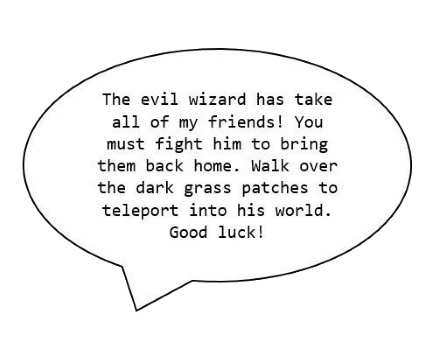 The evil wizard has take
all of my friends! You
must fight him to bring
them back home. Walk over
the dark grass patches to
teleport into his world.
Good luck!